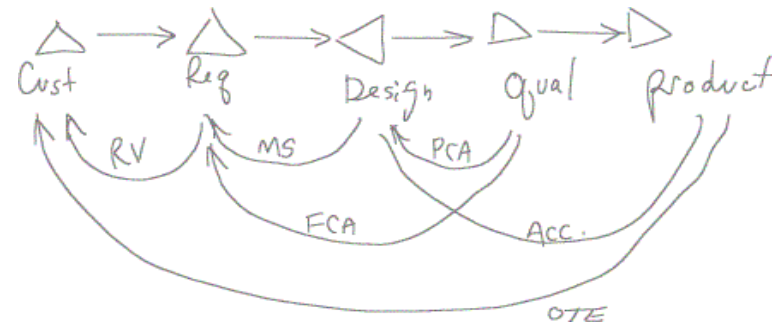 Cust Req Design Qual Product
RV MS PCA
FCA ACC.
OTE